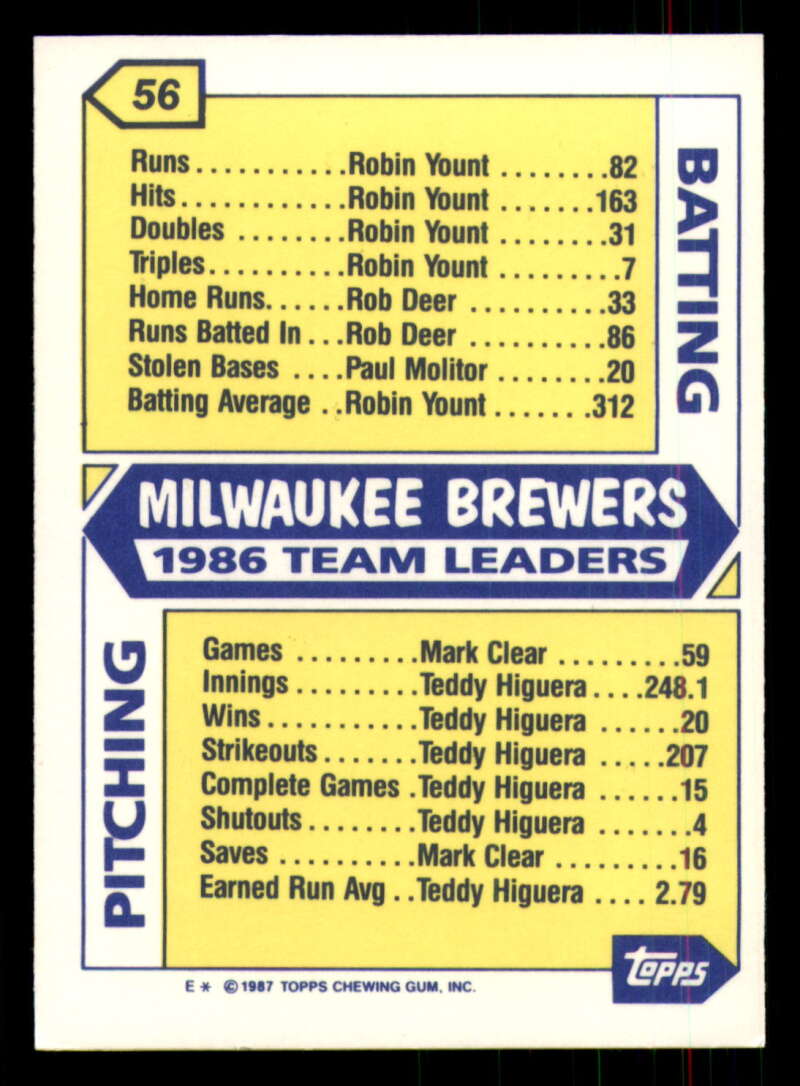 56
BATTING
Runs...........Robin Yount ........82
Hits............Robin Yount .......163
Doubles ........Robin Yount ........31
Triples..........Robin Yount .........7
Home Runs......Rob Deer ..........33
Runs Batted In ...Rob Deer .........86
Stolen Bases ....Paul Molitor ........20
Batting Average ..Robin Yount .......312
MILWAUKEE BREWERS
1986 TEAM LEADERS
PITCHING
Games .........Mark Clear .........59
Innings.........Teddy Higuera....248.1
Wins...........Teddy Higuera ......20
Strikeouts.......Teddy Higuera .....207
Complete Games .Teddy Higuera ......15
Shutouts........Teddy Higuera .......4
Saves ..........Mark Clear .........16
Earned Run Avg ..Teddy Higuera .... 2.79
topps
E * © 1987 TOPPS CHEWING GUM, INC.